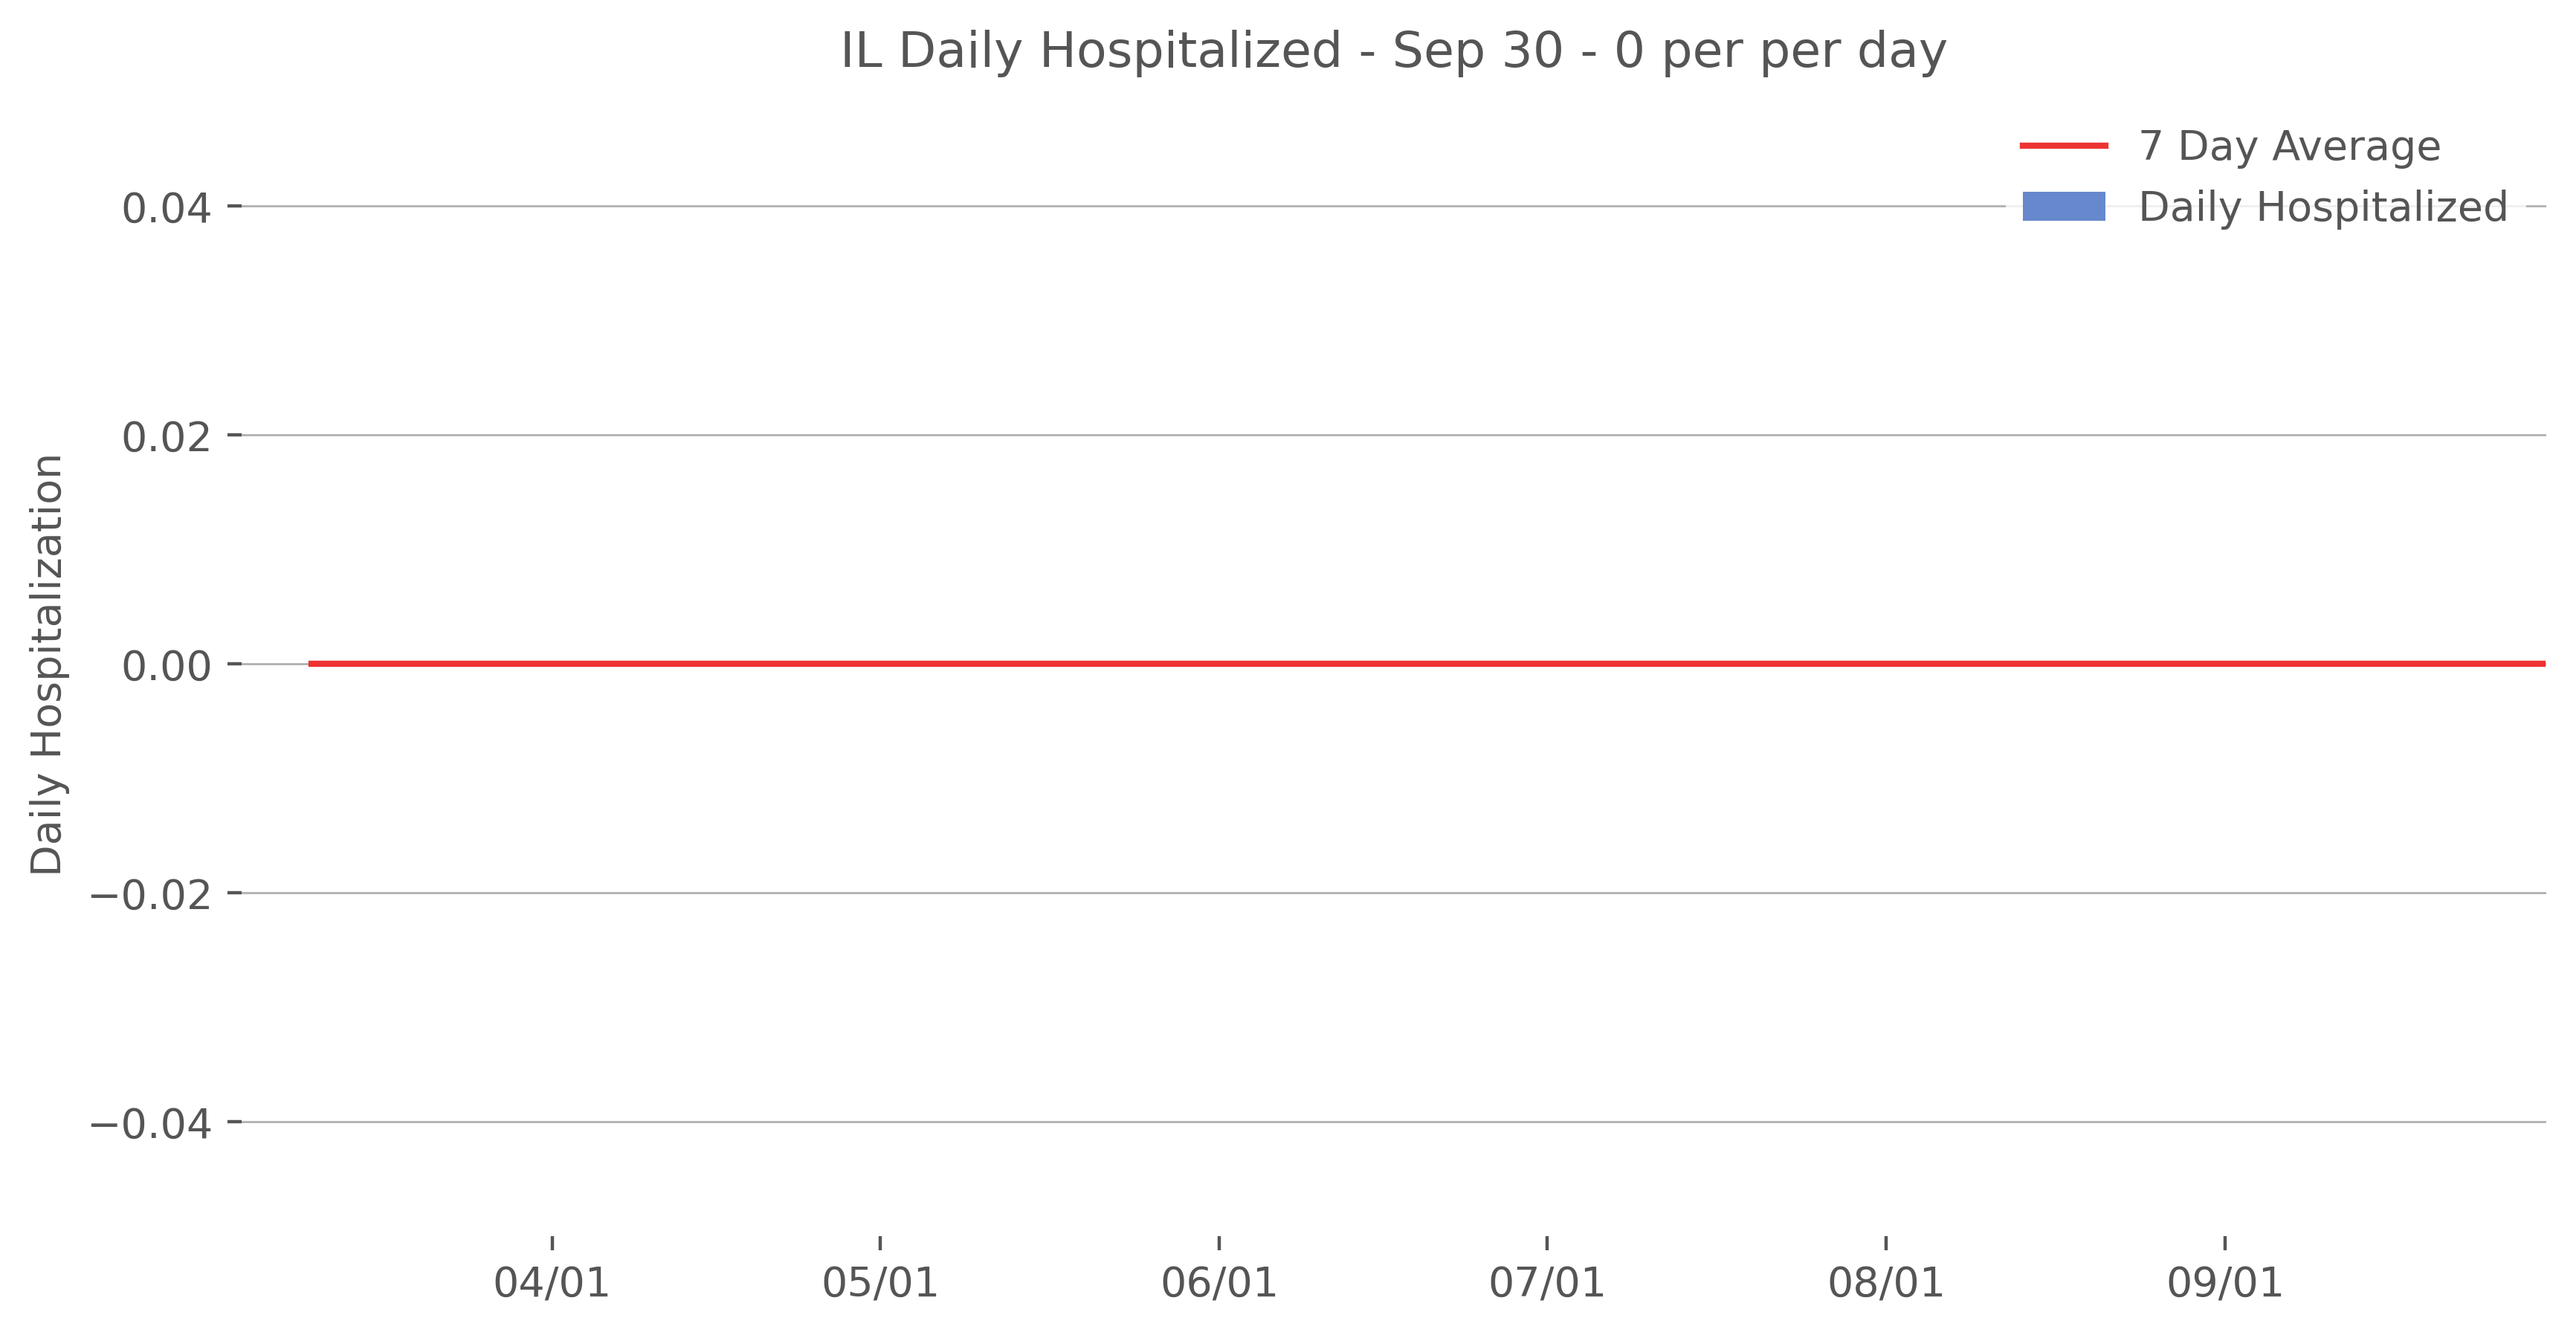 IL Daily Hospitalized - Sep 30 - 0 per per day
7 Day Average
Daily Hospitalized
0.04
0.02
0.00
−0.02
−0.04
Daily Hospitalization
04/01
05/01
06/01
07/01
08/01
09/01